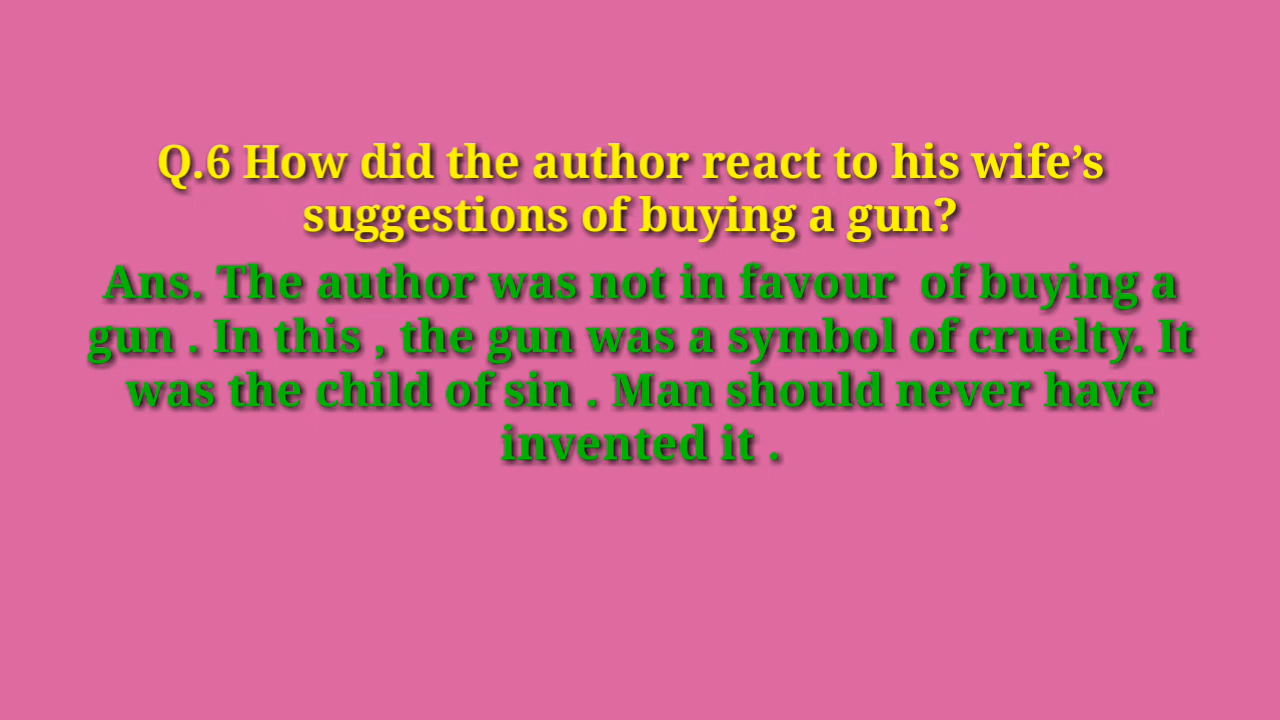 Q.6 How did the author react to his wife’s
suggestions of buying a gun?
Ans. The author was not in favour  of buying a
gun . In this , the gun was a symbol of cruelty. It
was the child of sin . Man should never have
invented it .